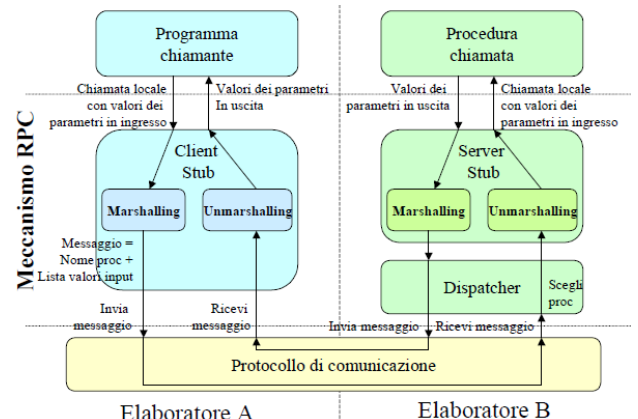 Programma
chiamante
Procedura
chiamata
Chiamata locale
con valori dei
parametri in ingresso
Valori dei parametri
In uscita
Valori dei
parametri in uscita
Chiamata locale
con valori dei
parametri in ingresso
Meccanismo RPC
Client
Stub
Marshalling
Unmarshalling
Server
Stub
Marshalling
Unmarshalling
Messaggio =
Nome proc +
Lista valori input
Dispatcher
Scegli
proc
Invia
messaggio
Ricevi
messaggio
Invia messaggio
Ricevi messaggio
Protocollo di comunicazione
Elaboratore A
Elaboratore B